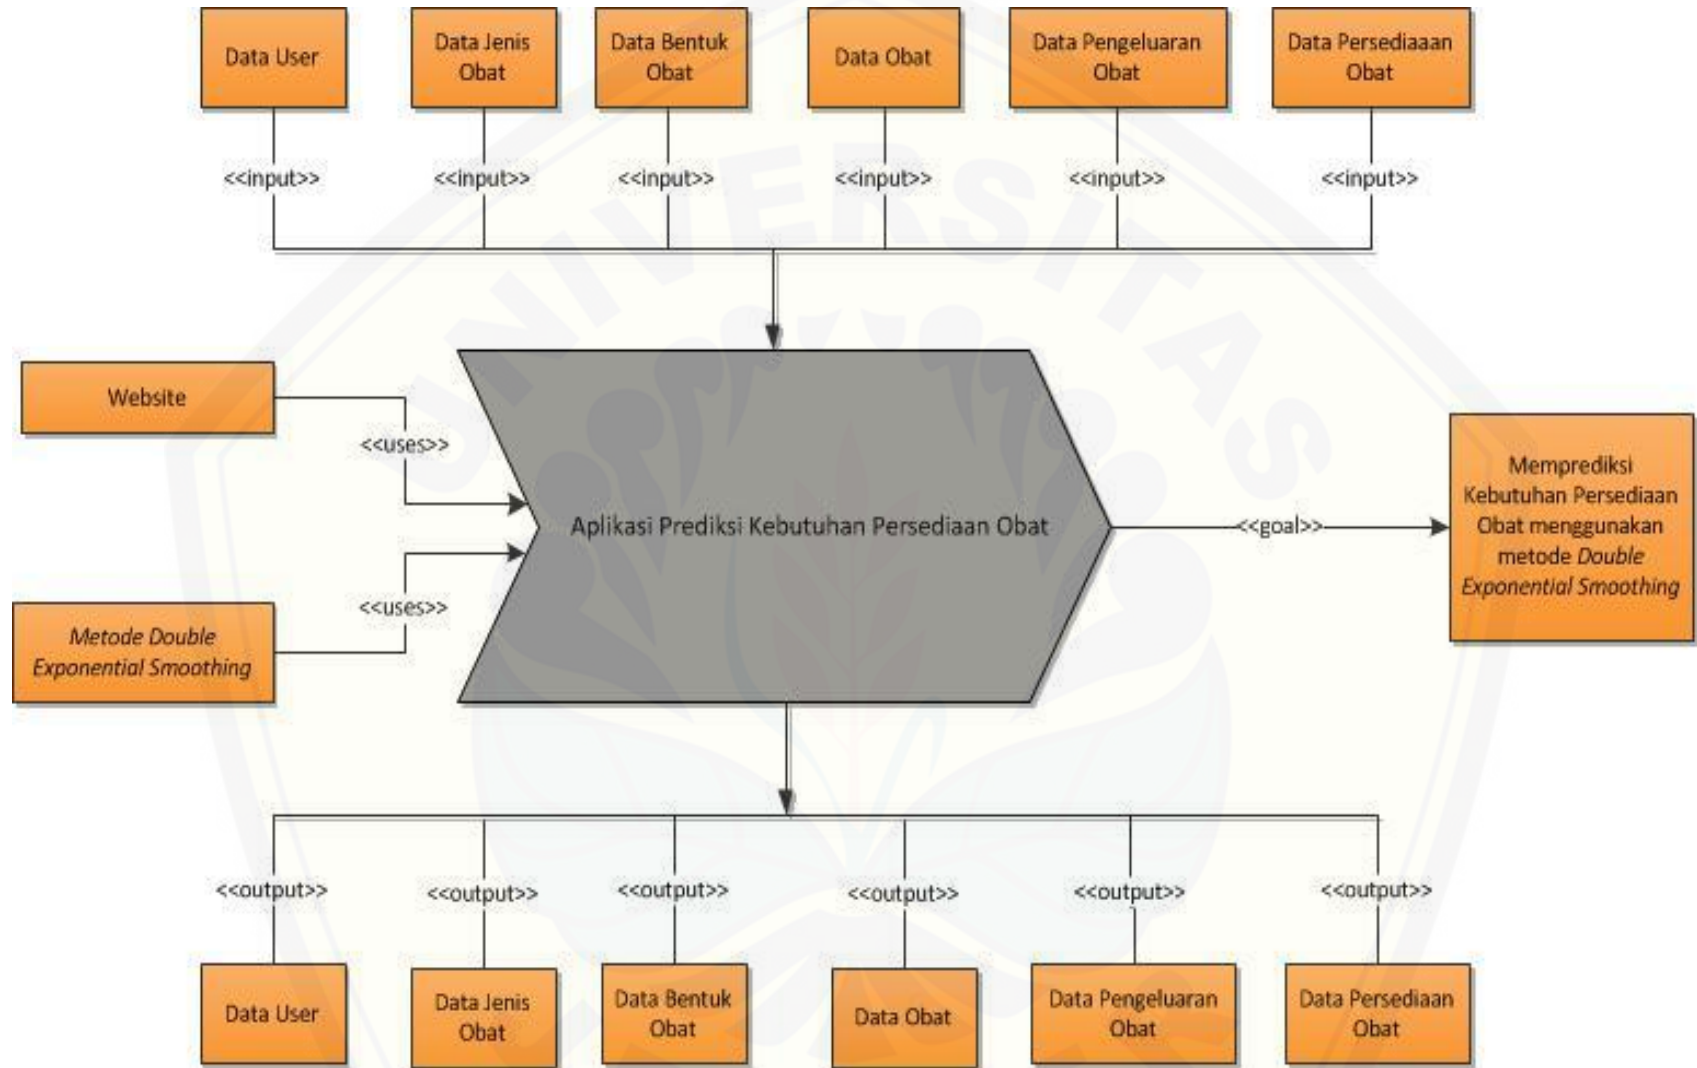 Data User
Data Jenis
Obat
Data Bentuk
Obat
Data Obat
Data Pengeluaran
Obat
Data Persediaaan
Obat
<<input>>
<<input>>
<<input>>
<<input>>
<<input>>
<<input>>
UNIVERSITAS
Website
<<uses>>
Aplikasi Prediksi Kebutuhan Persediaan Obat
<<goal>>
Memprediksi
Kebutuhan Persediaan
Obat menggunakan
metode Double
Exponential Smoothing
<<uses>>
Metode Double
Exponential Smoothing
<<output>>
<<output>>
<<output>>
<<output>>
<<output>>
<<output>>
Data User
Data Jenis
Obat
Data Bentuk
Obat
Data Obat
Data Pengeluaran
Obat
Data Persediaan
Obat